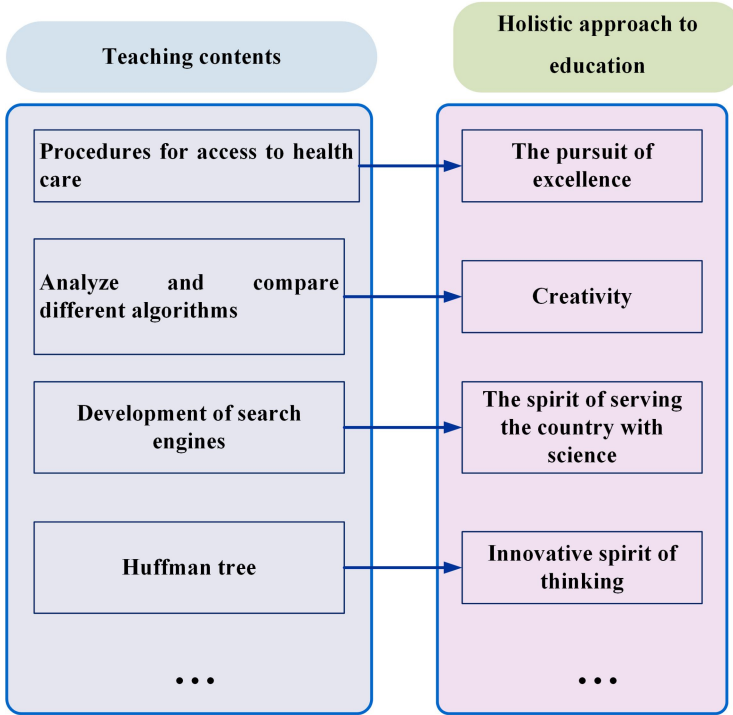 Teaching contents
Holistic approach to
education
Procedures for access to health
care
The pursuit of
excellence
Analyze and compare
different algorithms
Creativity
Development of search
engines
The spirit of serving
the country with
science
Huffman tree
Innovative spirit of
thinking
...
...